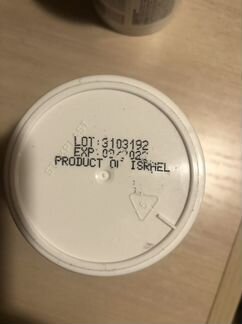 LOT:3103192
EXP
PRODUCT OF ISRAEL